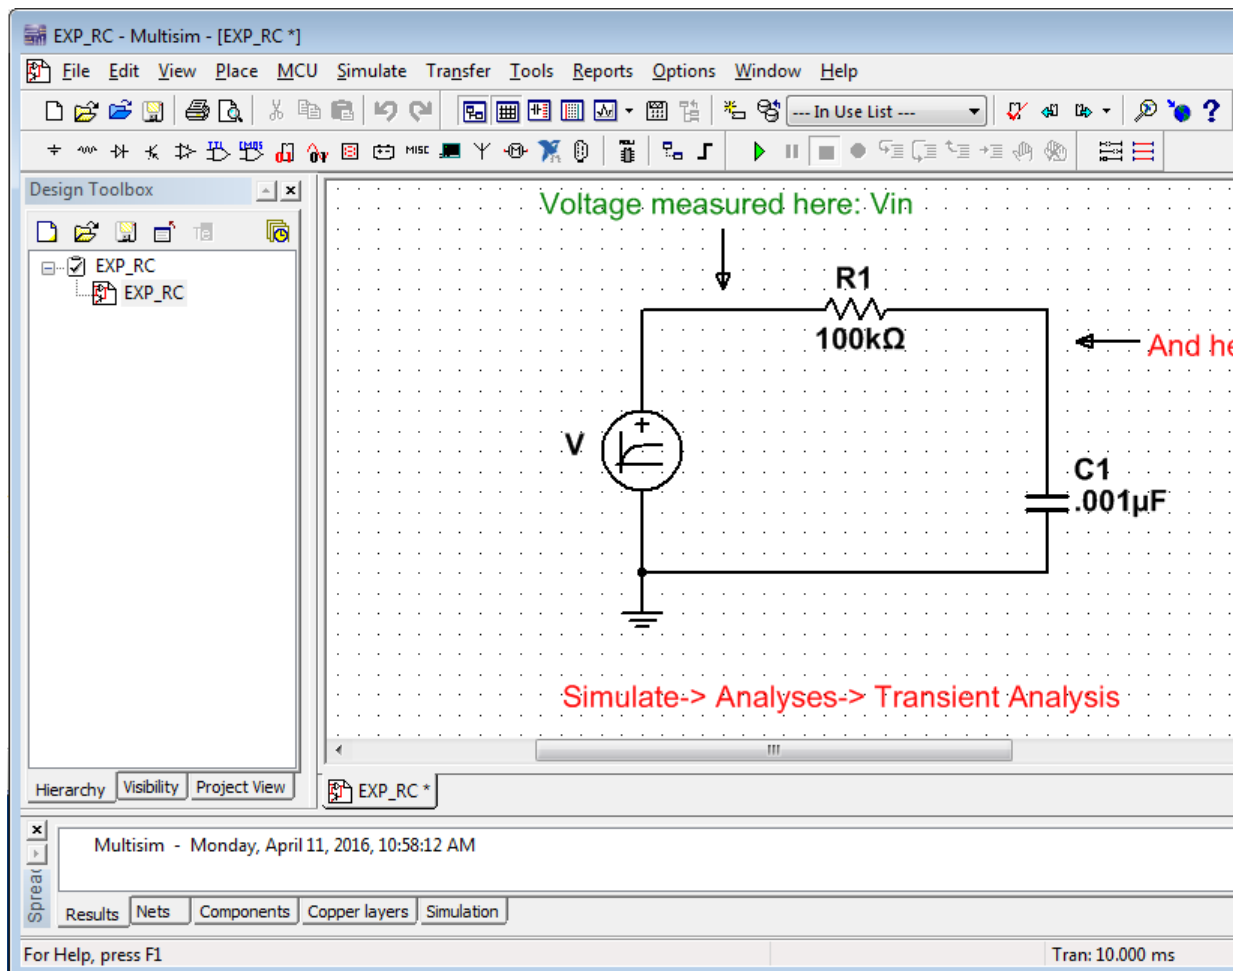 EXP_RC - Multisim - [EXP_RC *]
File Edit View Place MCU Simulate Transfer Tools Reports Options Window Help
--- In Use List ---
MISC
Design Toolbox
EXP_RC
EXP_RC
Hierarchy Visibility Project View
Voltage measured here: Vin
R1
100kΩ
And he
V
C1
.001µF
Simulate-> Analyses-> Transient Analysis
EXP_RC *
Multisim - Monday, April 11, 2016, 10:58:12 AM
Spread
Results Nets Components Copper layers Simulation
For Help, press F1
Tran: 10.000 ms